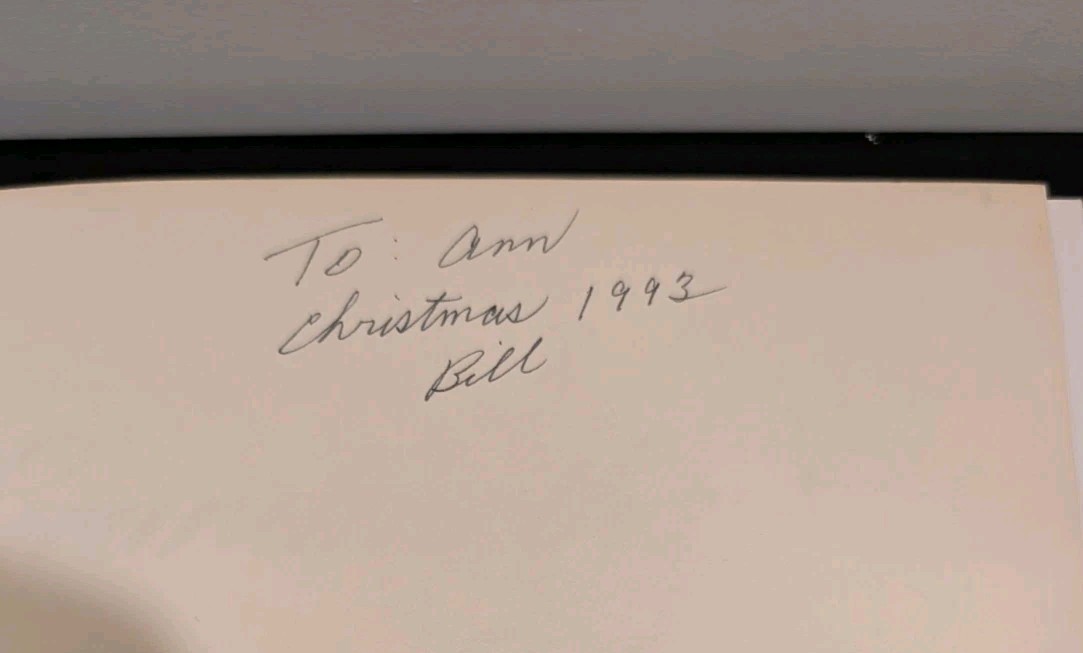 To: Ann
Christmas 1993
Bill